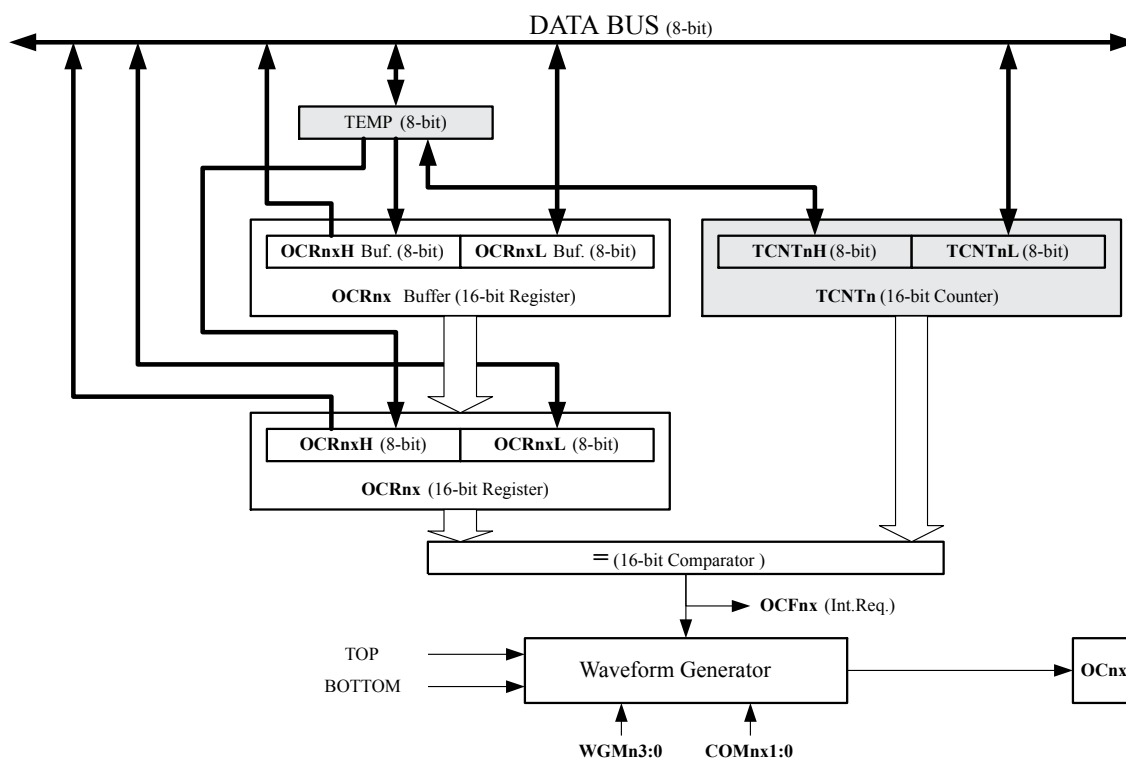 DATA BUS (8-bit)
TEMP (8-bit)
OCRnxH Buf. (8-bit)
OCRnxL Buf. (8-bit)
TCNTnH (8-bit)
TCNTnL (8-bit)
OCRnx Buffer (16-bit Register)
TCNTn (16-bit Counter)
OCRnxH (8-bit)
OCRnxL (8-bit)
OCRnx (16-bit Register)
= (16-bit Comparator )
OCFnx (Int.Req.)
TOP
BOTTOM
Waveform Generator
OCnx
WGMn3:0
COMnx1:0